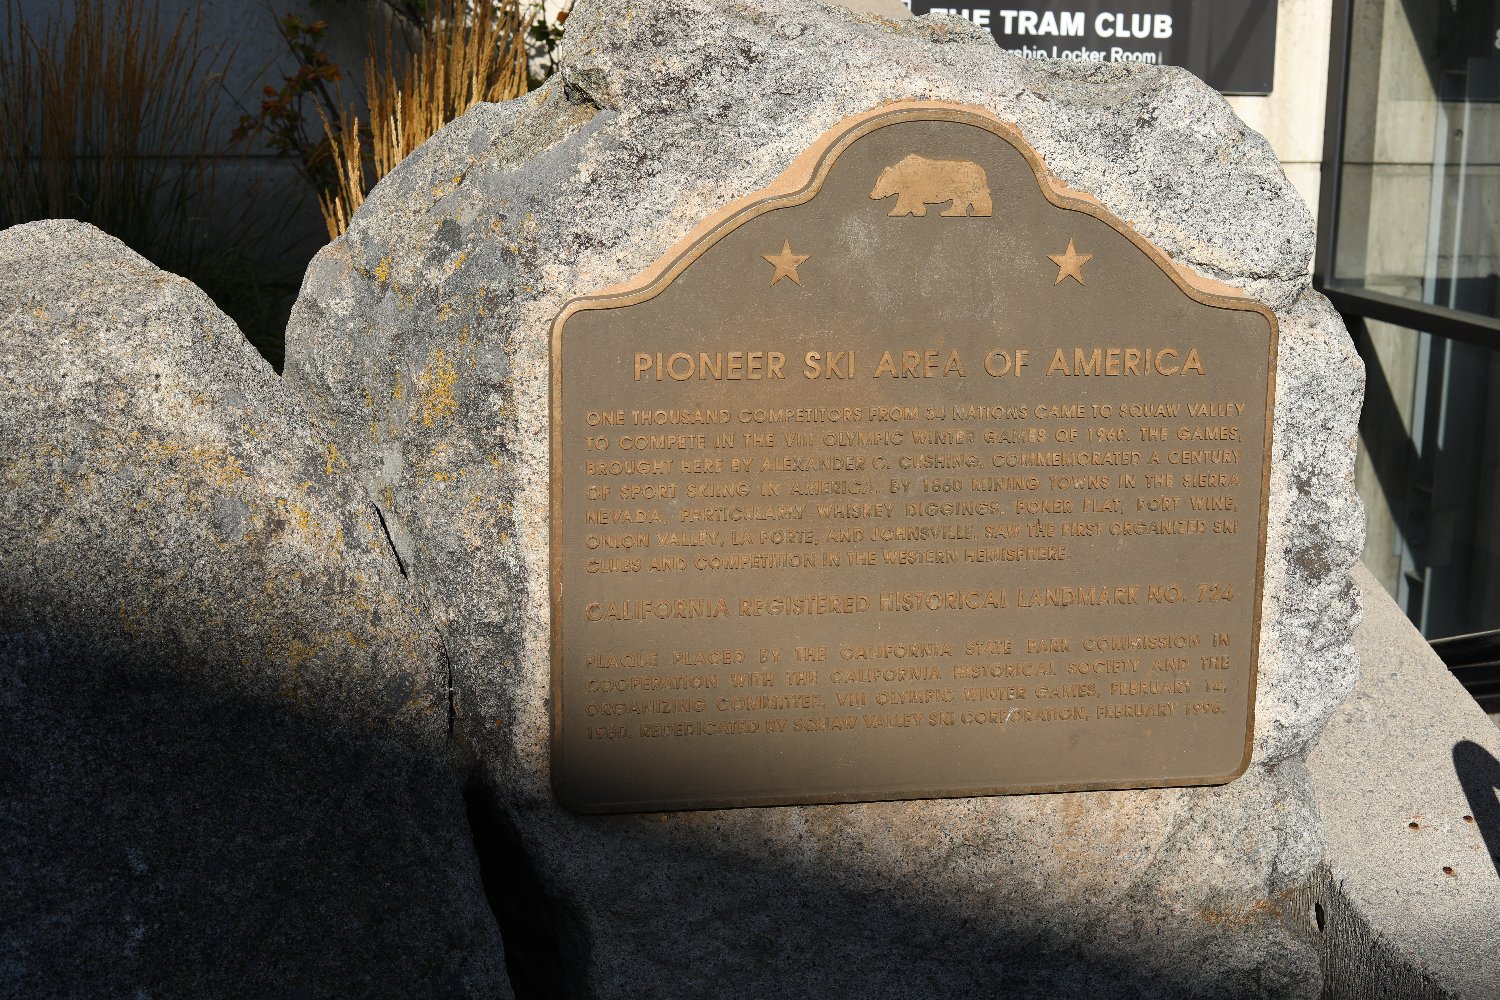 THE TRAM CLUB
rship Locker Room
PIONEER SKI AREA OF AMERICA
ONE THOUSAND COMPETITORS FROM 34 NATIONS CAME TO SQUAW VALLEY
TO COMPETE IN THE VIII OLYMPIC WINTER GAMES OF 1960. THE GAMES,
BROUGHT HERE BY ALEXANDER C. CUSHING, COMMEMORATED A CENTURY
OF SPORT SKIING IN AMERICA. BY 1860 MINING TOWNS IN THE SIERRA
NEVADA, PARTICULARLY WHISKEY DIGGINGS, POKER FLAT, PORT WINE,
ONION VALLEY, LA PORTE, AND JOHNSVILLE, SAW THE FIRST ORGANIZED SKI
CLUBS AND COMPETITION IN THE WESTERN HEMISPHERE.
CALIFORNIA REGISTERED HISTORICAL LANDMARK NO. 724
PLAQUE PLACED BY THE CALIFORNIA STATE PARK COMMISSION IN
COOPERATION WITH THE CALIFORNIA HISTORICAL SOCIETY AND THE
ORGANIZING COMMITTEE, VIII OLYMPIC WINTER GAMES, FEBRUARY 14,
1960. REDEDICATED BY SQUAW VALLEY SKI CORPORATION, FEBRUARY 1996.